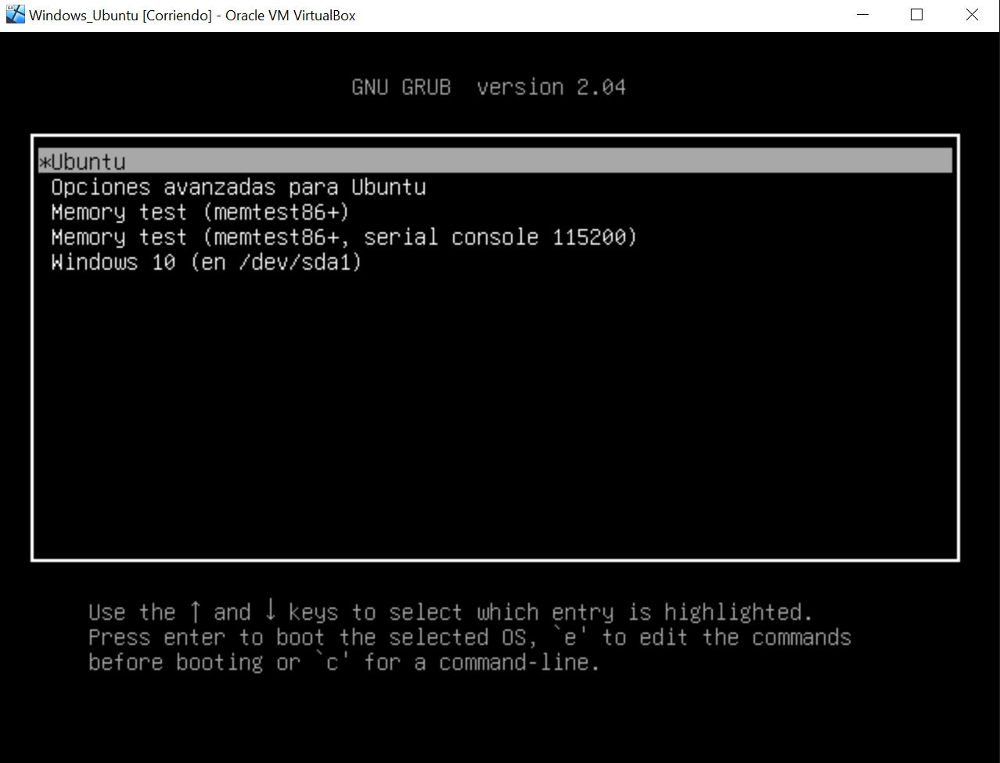 Windows_Ubuntu [Corriendo] - Oracle VM VirtualBox
GNU GRUB  version 2.04
*Ubuntu
Opciones avanzadas para Ubuntu
Memory test (memtest86+)
Memory test (memtest86+, serial console 115200)
Windows 10 (en /dev/sda1)
Use the ↑ and ↓ keys to select which entry is highlighted.
Press enter to boot the selected OS, `e' to edit the commands
before booting or `c' for a command-line.